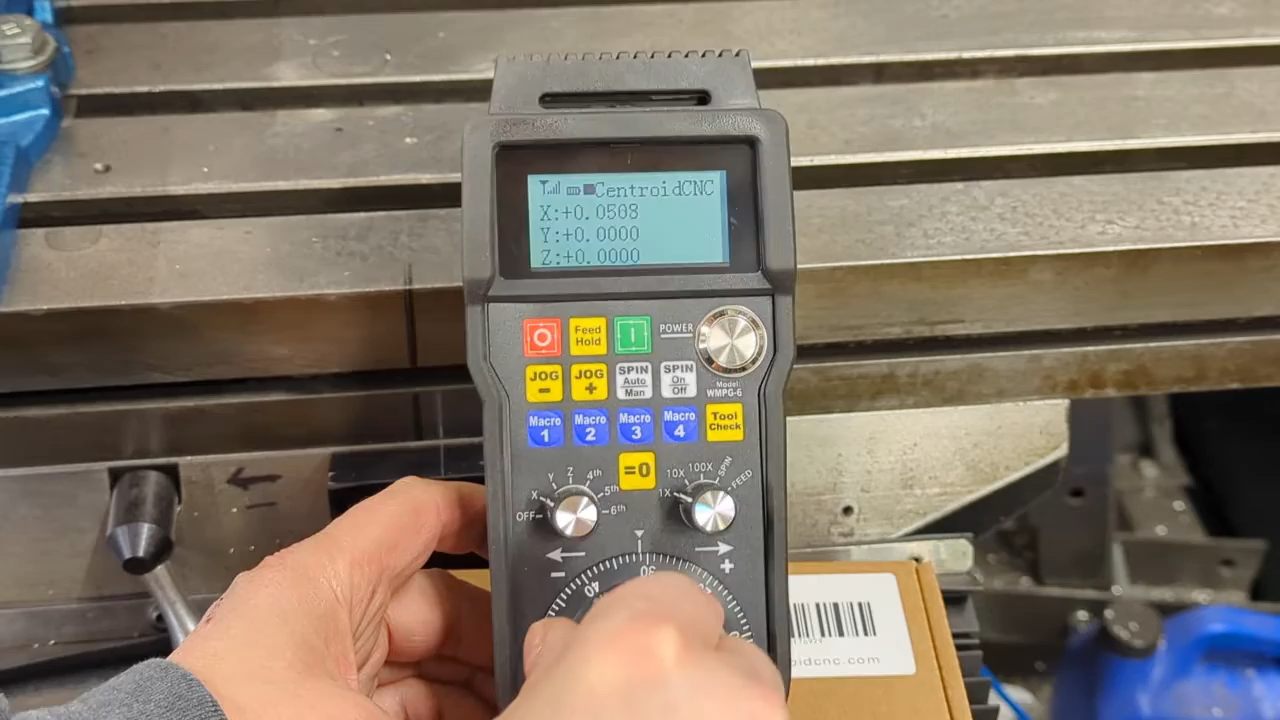 CentroidCNC
X:+0.0508
Y:+0.0000
Z:+0.0000
Feed Hold
POWER
JOG -
JOG +
SPIN Auto Man
SPIN On Off
Model: WMPG-6
Macro 1
Macro 2
Macro 3
Macro 4
Tool Check
=0
OFF
X
Y
Z
4th
5th
6th
1X
10X
100X
SPIN
FEED
-
+
40
30
oidcnc.com